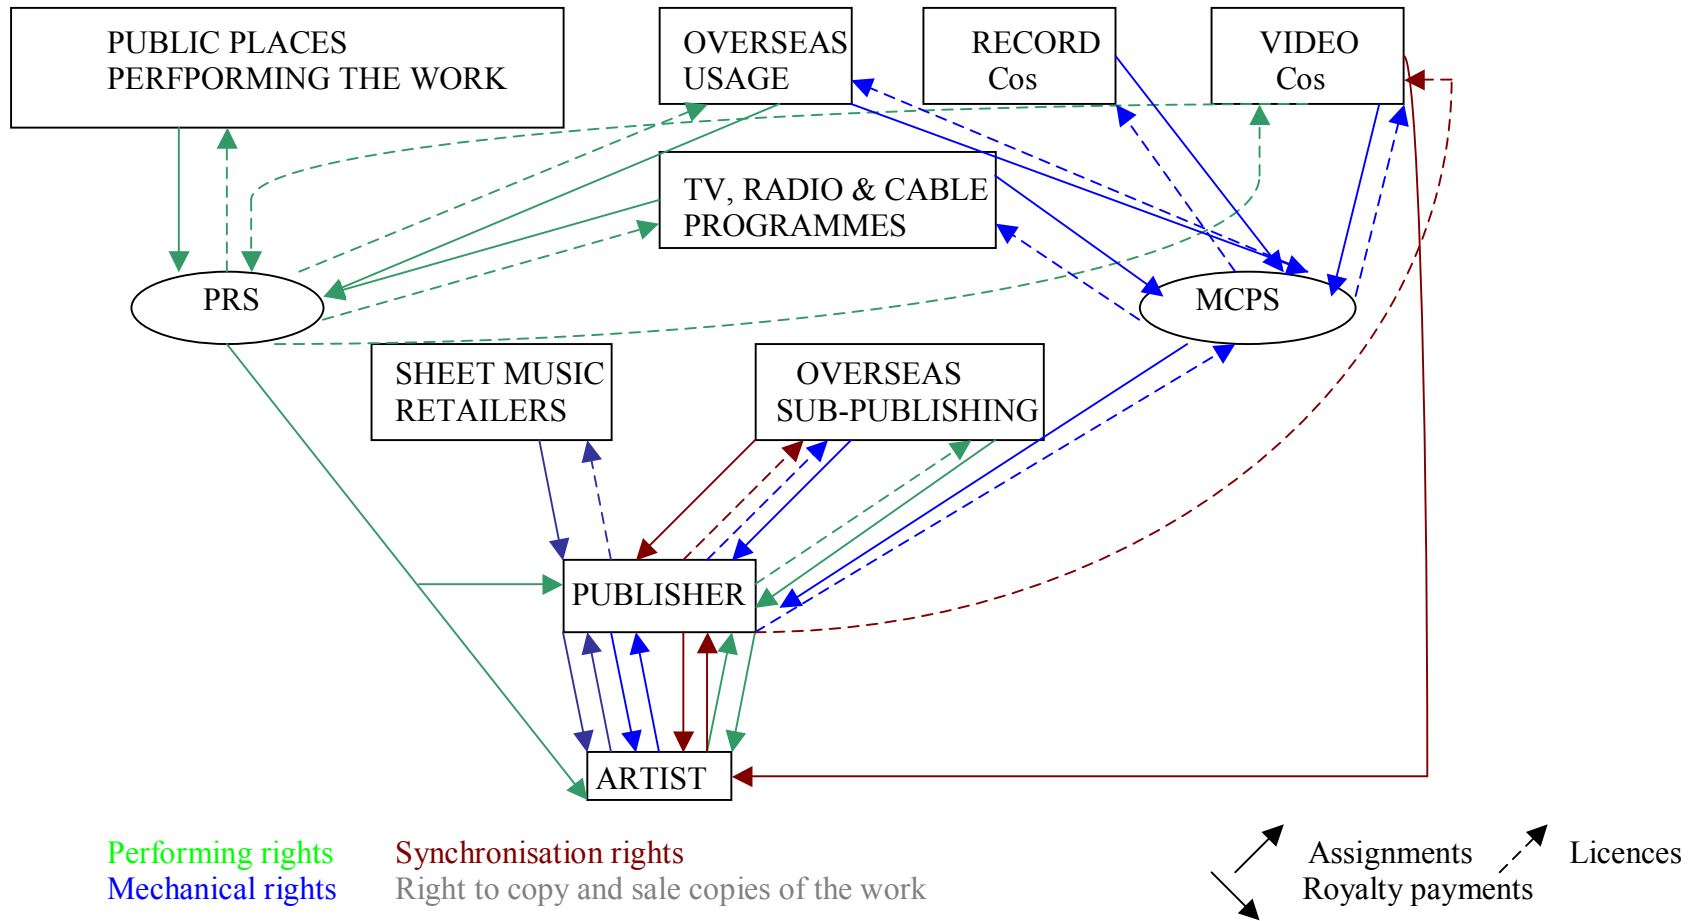 PUBLIC PLACES
PERFPORMING THE WORK
OVERSEAS
USAGE
RECORD
Cos
VIDEO
Cos
TV, RADIO & CABLE
PROGRAMMES
PRS
MCPS
SHEET MUSIC
RETAILERS
OVERSEAS
SUB-PUBLISHING
PUBLISHER
ARTIST
Performing rights
Synchronisation rights
Assignments
Licences
Mechanical rights
Right to copy and sale copies of the work
Royalty payments